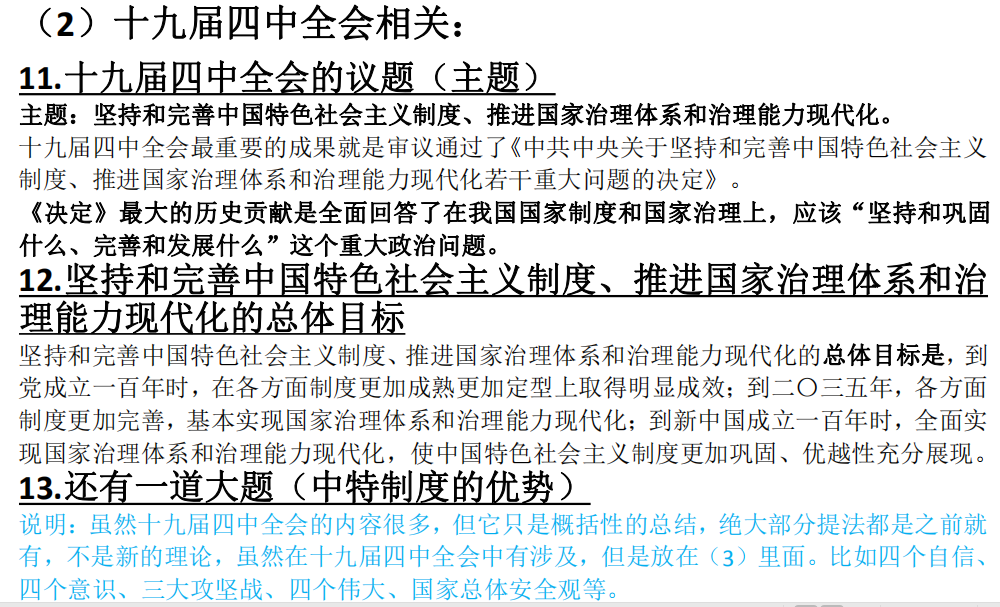 （2）十九届四中全会相关：
11.十九届四中全会的议题（主题）
主题：坚持和完善中国特色社会主义制度、推进国家治理体系和治理能力现代化。
十九届四中全会最重要的成果就是审议通过了《中共中央关于坚持和完善中国特色社会主义
制度、推进国家治理体系和治理能力现代化若干重大问题的决定》。
《决定》最大的历史贡献是全面回答了在我国国家制度和国家治理上，应该“坚持和巩固
什么、完善和发展什么”这个重大政治问题。
12.坚持和完善中国特色社会主义制度、推进国家治理体系和治
理能力现代化的总体目标
坚持和完善中国特色社会主义制度、推进国家治理体系和治理能力现代化的总体目标是，到
党成立一百年时，在各方面制度更加成熟更加定型上取得明显成效；到二〇三五年，各方面
制度更加完善，基本实现国家治理体系和治理能力现代化；到新中国成立一百年时，全面实
现国家治理体系和治理能力现代化，使中国特色社会主义制度更加巩固、优越性充分展现。
13.还有一道大题（中特制度的优势）
说明：虽然十九届四中全会的内容很多，但它只是概括性的总结，绝大部分提法都是之前就
有，不是新的理论，虽然在十九届四中全会中有涉及，但是放在（3）里面。比如四个自信、
四个意识、三大攻坚战、四个伟大、国家总体安全观等。